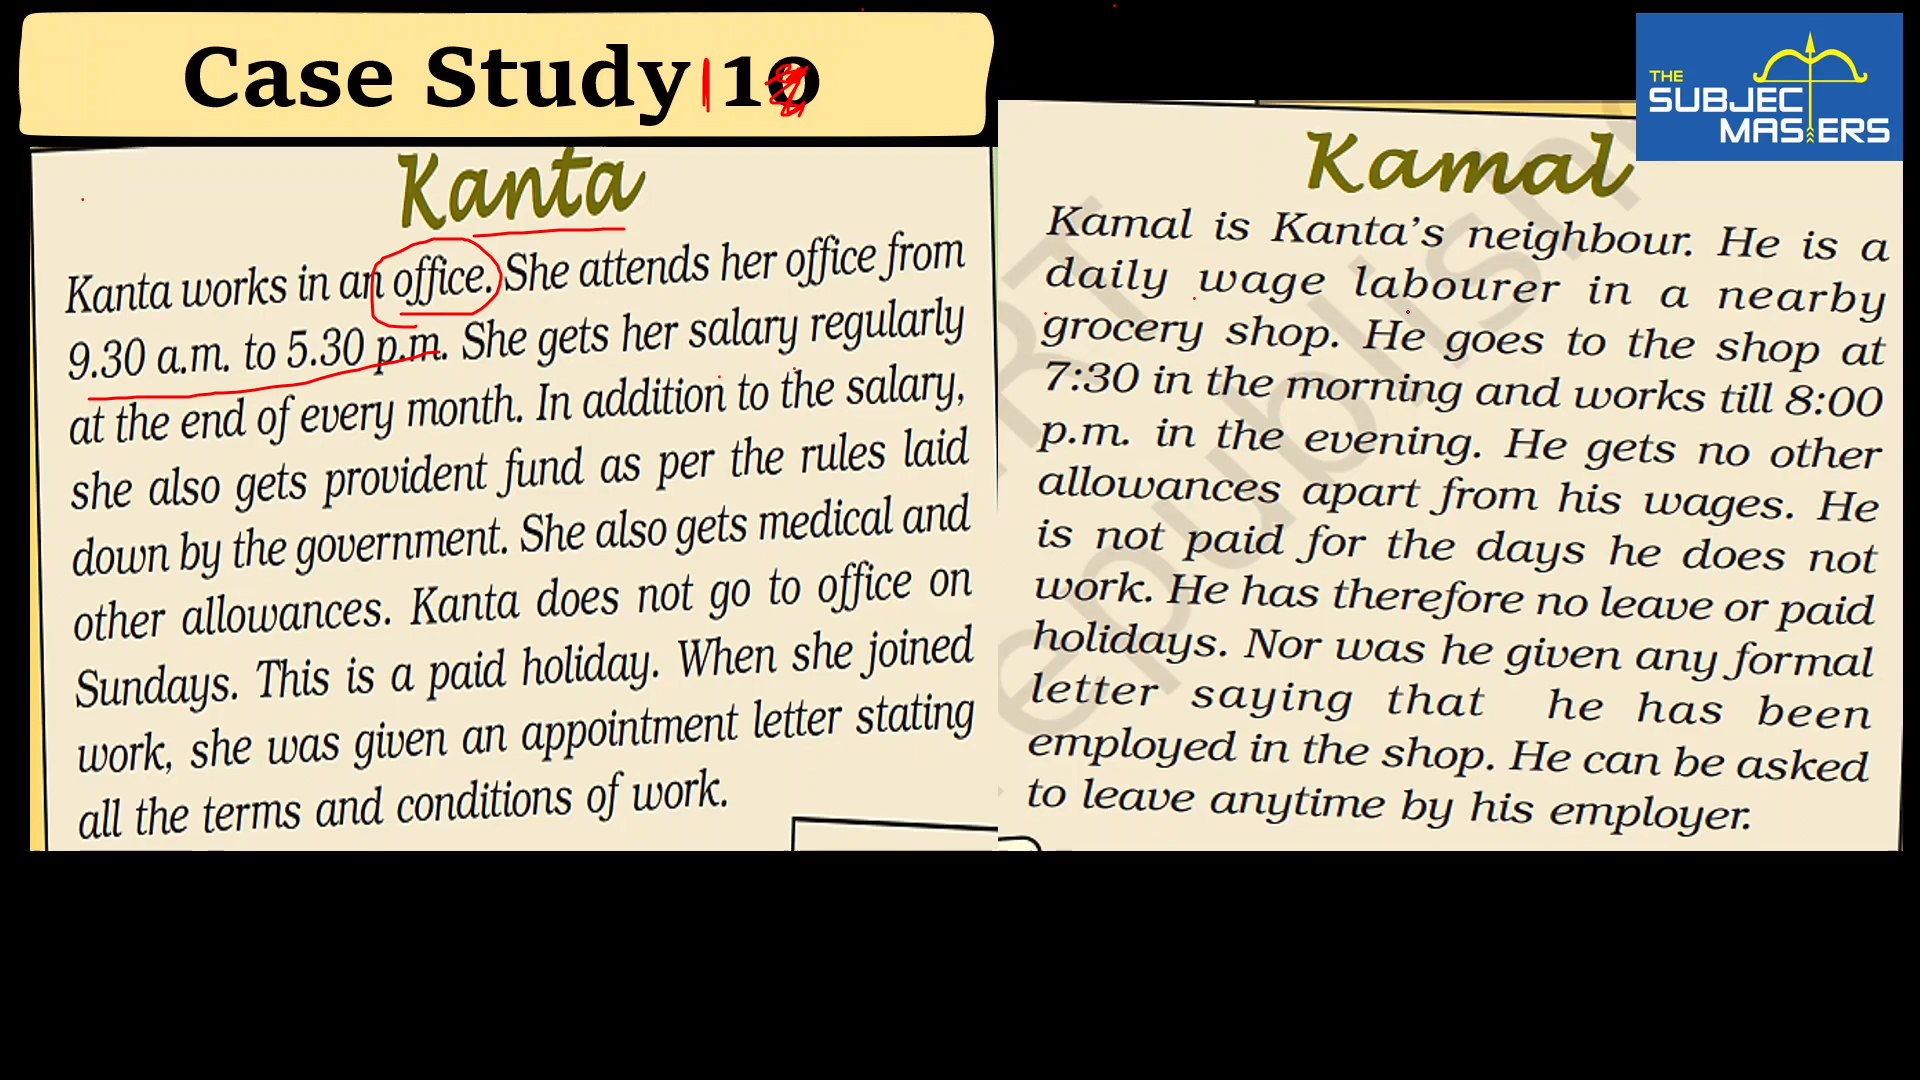 Case Study 10
THE
SUBJEC
MASTERS
Kanta
Kanta works in an office. She attends her office from
9.30 a.m. to 5.30 p.m. She gets her salary regularly
at the end of every month. In addition to the salary,
she also gets provident fund as per the rules laid
down by the government. She also gets medical and
other allowances. Kanta does not go to office on
Sundays. This is a paid holiday. When she joined
work, she was given an appointment letter stating
all the terms and conditions of work.
Kamal
Kamal is Kanta's neighbour. He is a
daily wage labourer in a nearby
grocery shop. He goes to the shop at
7:30 in the morning and works till 8:00
p.m. in the evening. He gets no other
allowances apart from his wages. He
is not paid for the days he does not
work. He has therefore no leave or paid
holidays. Nor was he given any formal
letter saying that he has been
employed in the shop. He can be asked
to leave anytime by his employer.